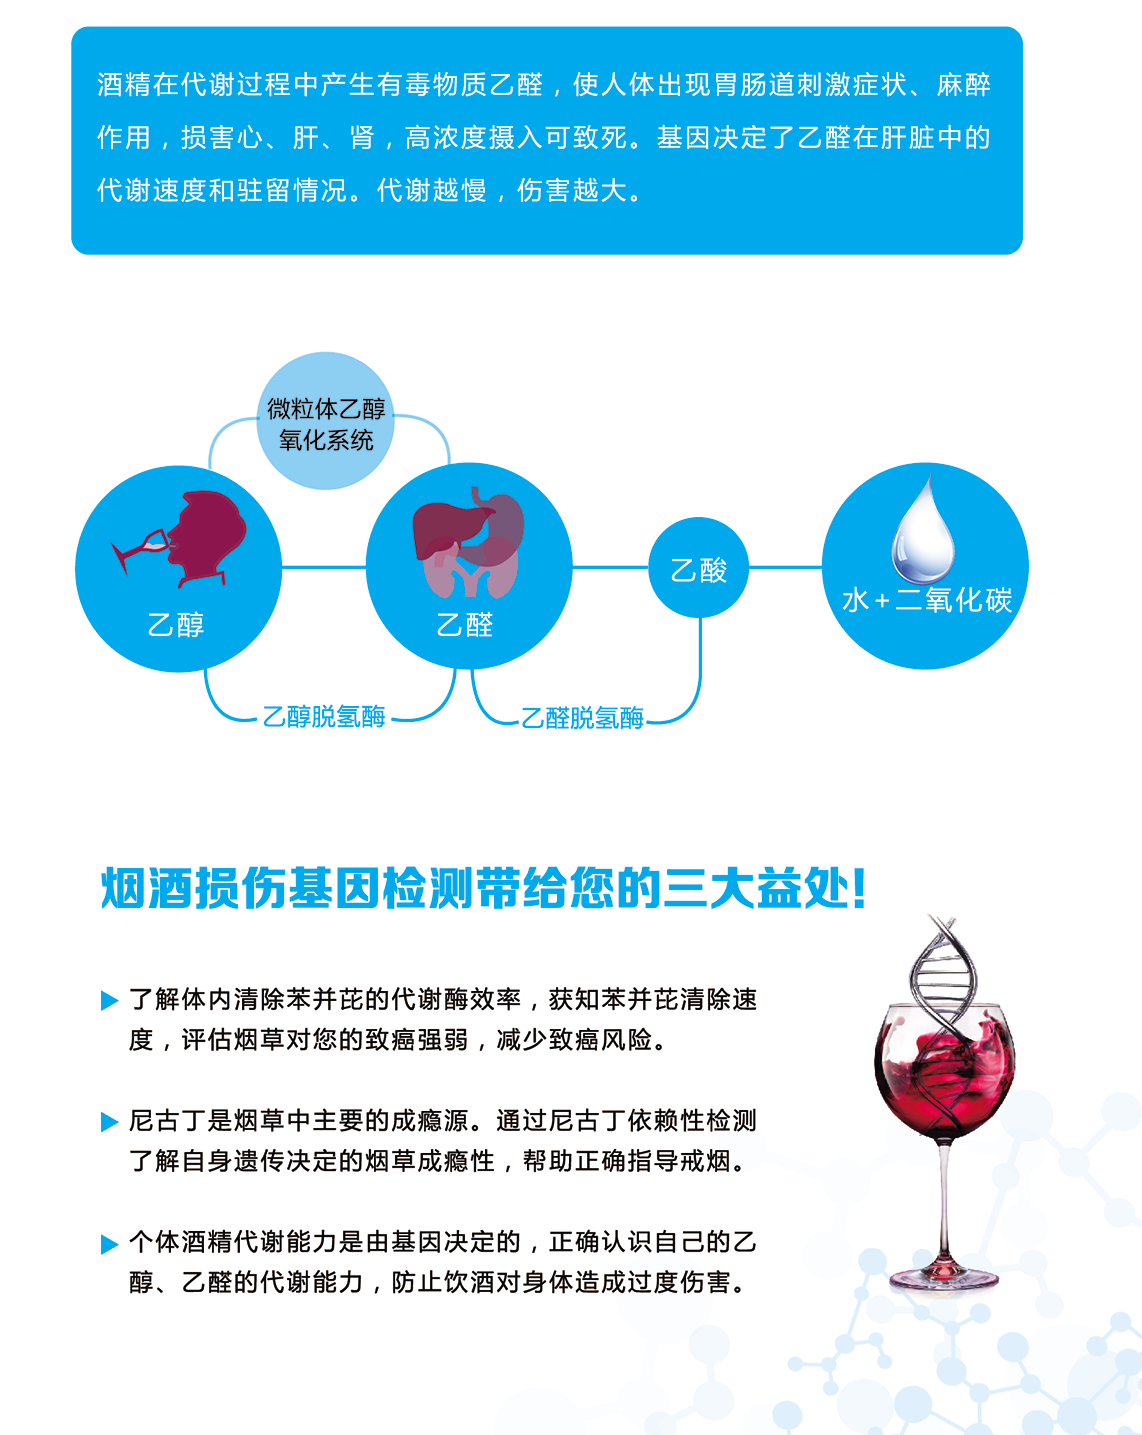 酒精在代谢过程中产生有毒物质乙醛，使人体出现胃肠道刺激症状、麻醉
作用，损害心、肝、肾，高浓度摄入可致死。基因决定了乙醛在肝脏中的
代谢速度和驻留情况。代谢越慢，伤害越大。
微粒体乙醇
氧化系统
乙醇
乙醛
乙酸
水+二氧化碳
乙醇脱氢酶
乙醛脱氢酶
烟酒损伤基因检测带给您的三大益处！
了解体内清除苯并芘的代谢酶效率，获知苯并芘清除速
度，评估烟草对您的致癌强弱，减少致癌风险。
尼古丁是烟草中主要的成瘾源。通过尼古丁依赖性检测
了解自身遗传决定的烟草成瘾性，帮助正确指导戒烟。
个体酒精代谢能力是由基因决定的，正确认识自己的乙
醇、乙醛的代谢能力，防止饮酒对身体造成过度伤害。